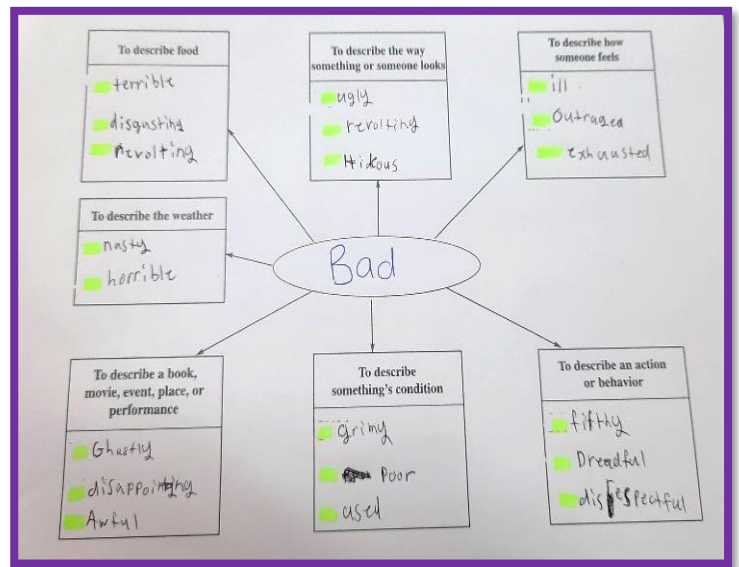 To describe food
terrible
disgusting
revolting
To describe the way
something or someone looks
ugly
revolting
Hideous
To describe how
someone feels
ill
Outraged
exhausted
To describe the weather
nasty
horrible
Bad
To describe a book,
movie, event, place, or
performance
Ghastly
disappointing
Awful
To describe
something's condition
grimy
Poor
used
To describe an action
or behavior
filthy
Dreadful
disrespectful